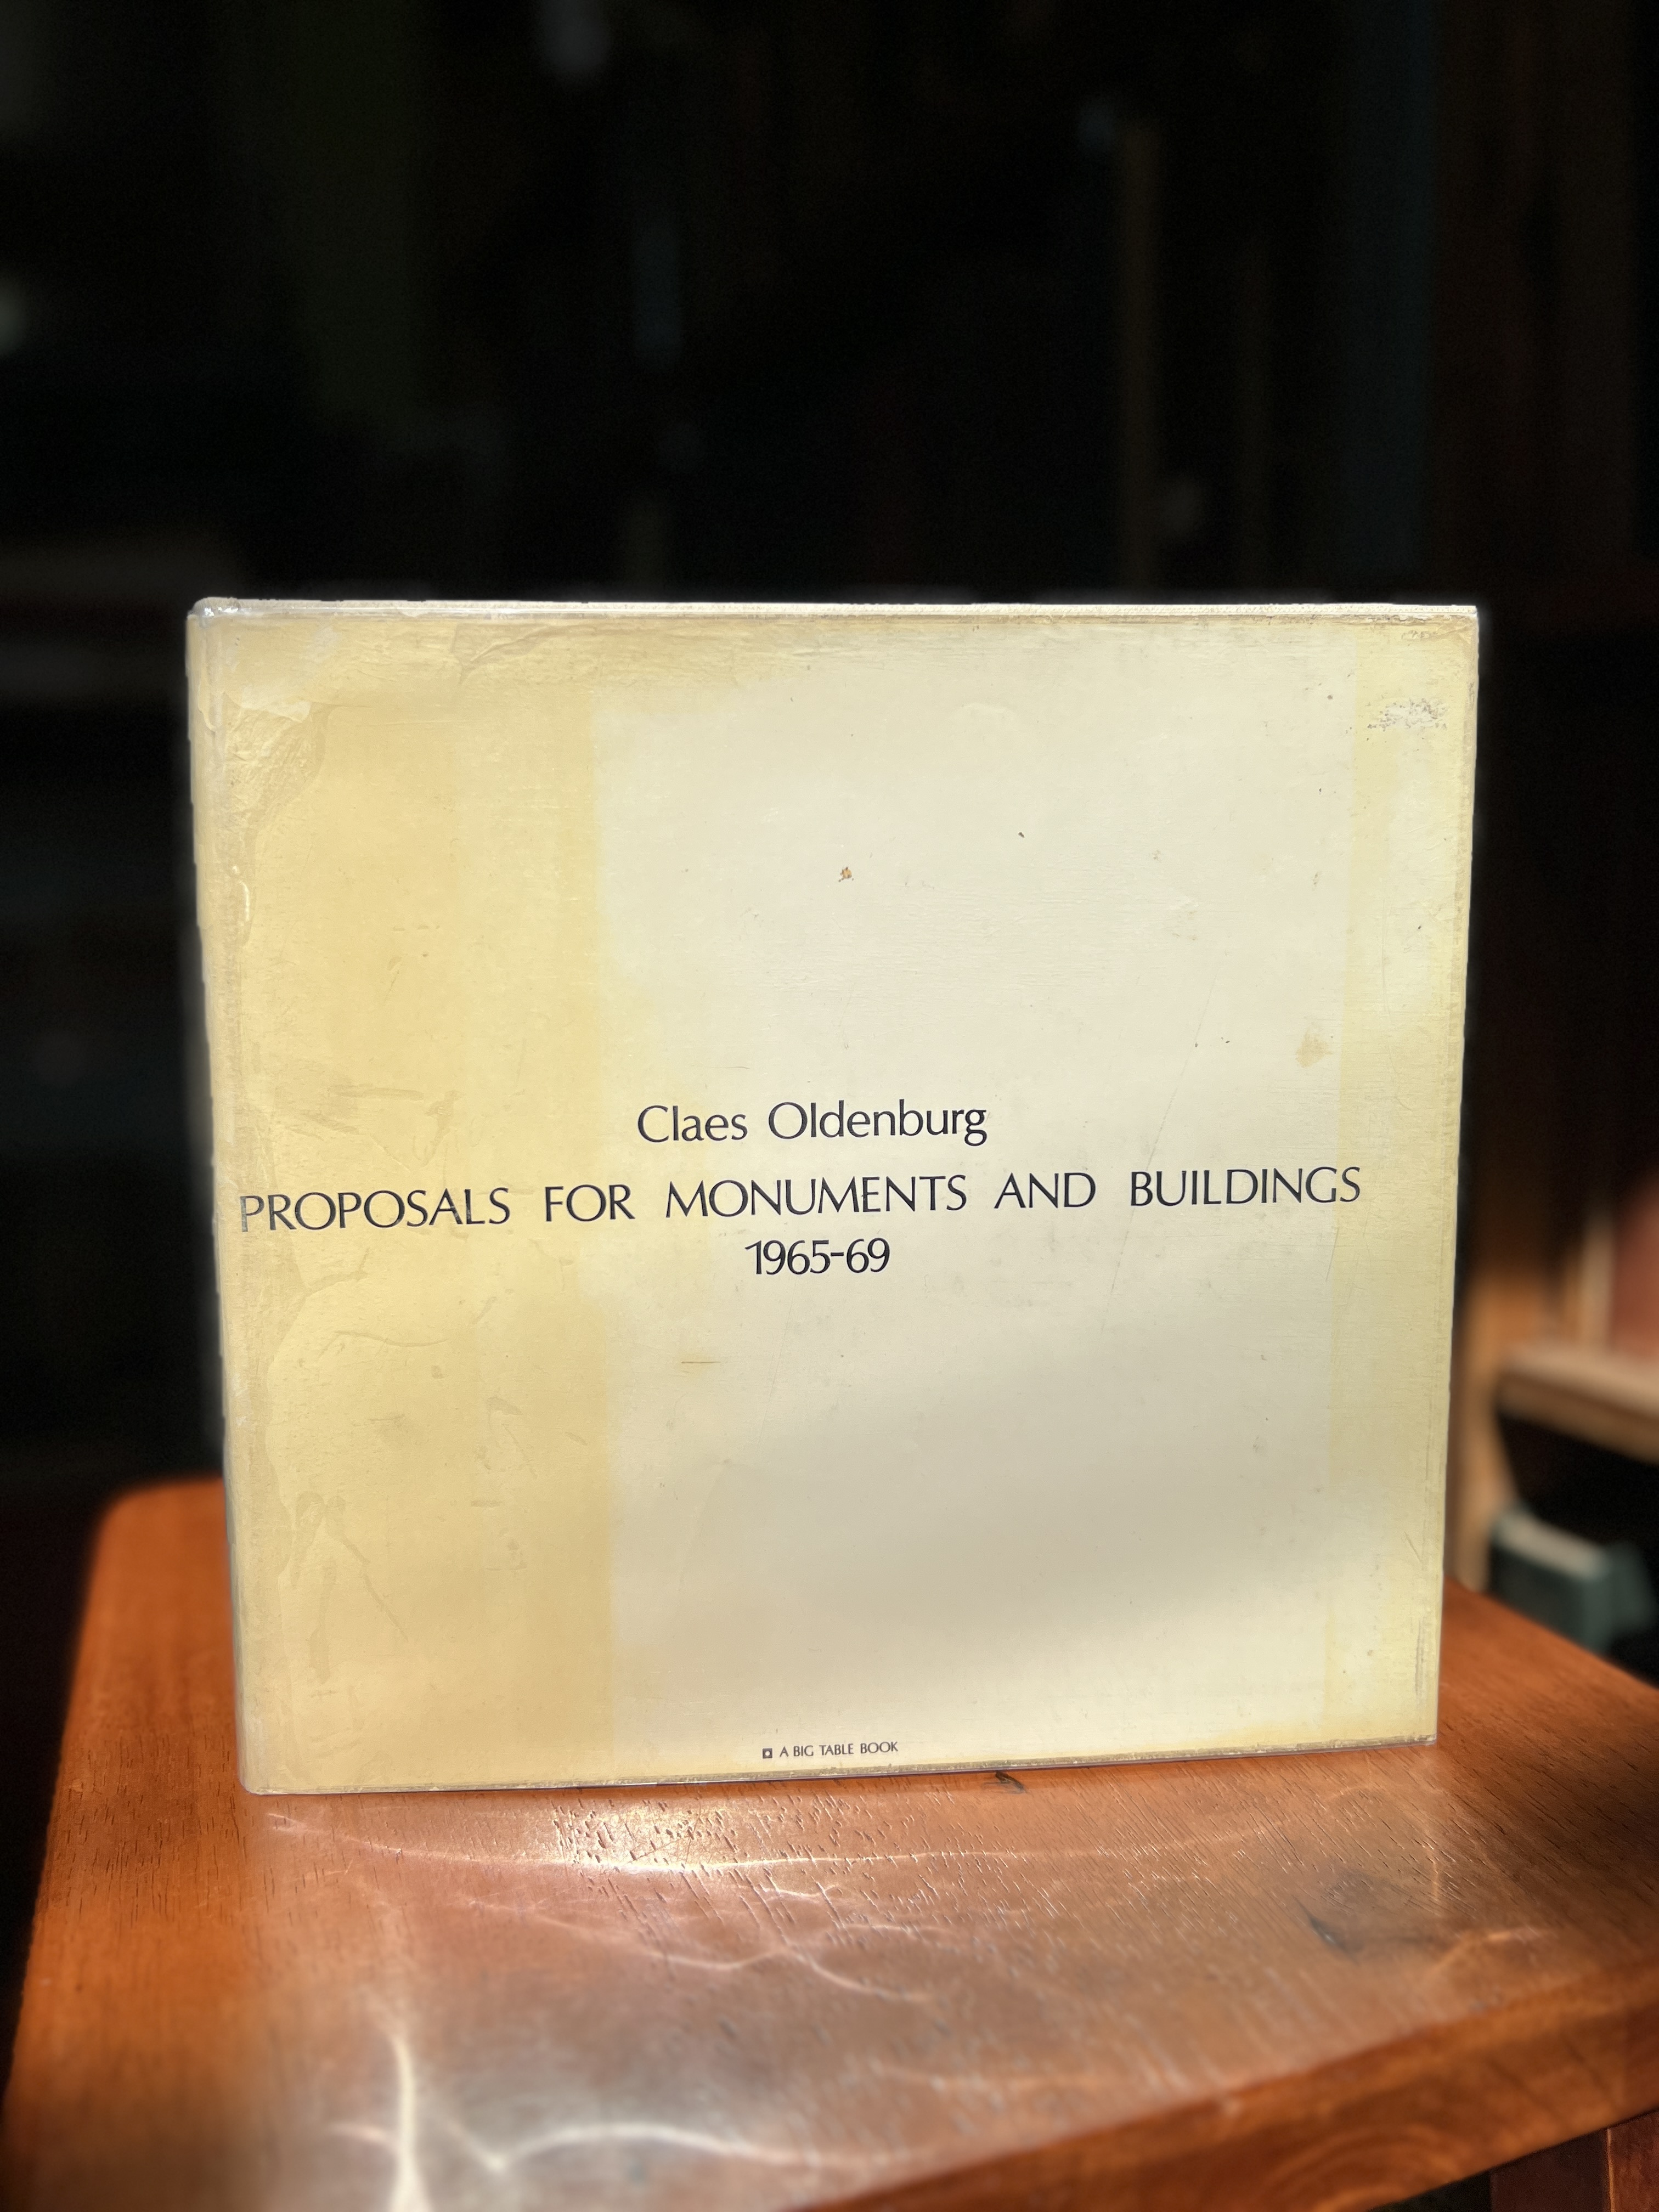 Claes Oldenburg
PROPOSALS FOR MONUMENTS AND BUILDINGS
1965-69
A BIG TABLE BOOK